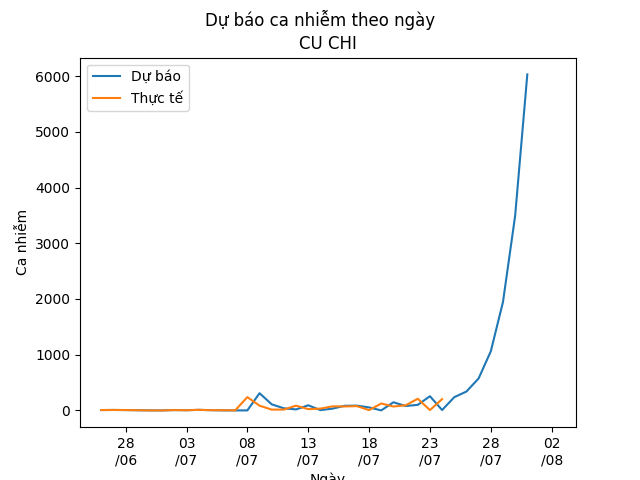 Dự báo ca nhiễm theo ngày
CU CHI
Dự báo
Thực tế
Ca nhiễm
6000
5000
4000
3000
2000
1000
0
28 03 08 13 18 23 28 02
/06 /07 /07 /07 /07 /07 /07 /08
Ngày